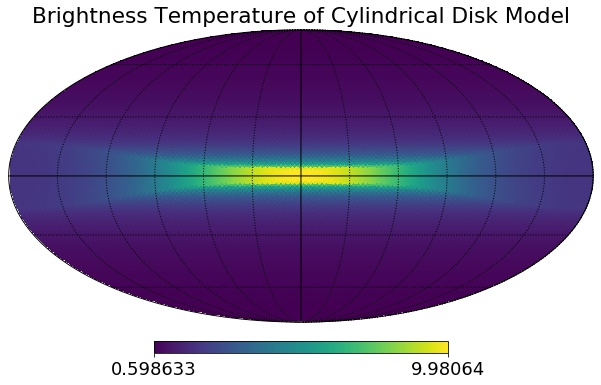 Brightness Temperature of Cylindrical Disk Model
0.598633 9.98064